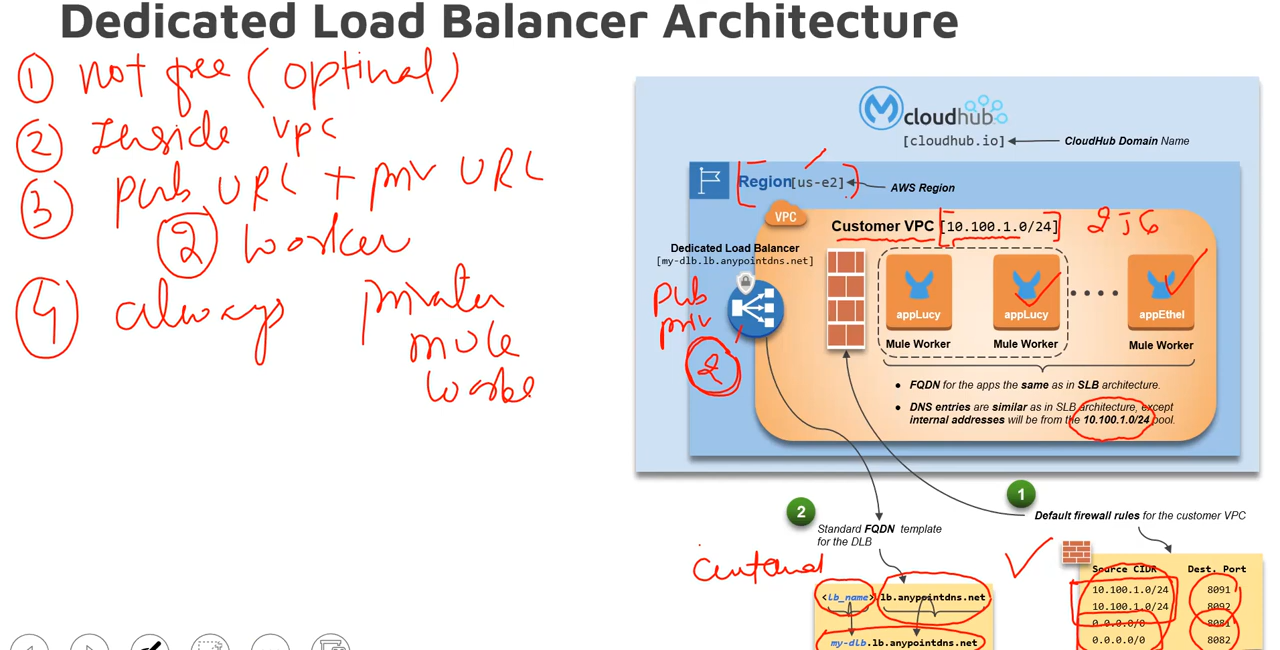 Dedicated Load Balancer Architecture
① not free (optinal)
② Inside vpc
③ pub URL + priv URL
② worker
④ always private
mule
worker
cloudhub
[cloudhub.io]
CloudHub Domain Name
Region[us-e2]
AWS Region
VPC
Customer VPC [10.100.1.0/24] 256
Dedicated Load Balancer
[my-dlb.lb.anypointdns.net]
pub
priv
2
appLucy
appLucy
appEthel
Mule Worker
Mule Worker
Mule Worker
• FQDN for the apps the same as in SLB architecture.
• DNS entries are similar as in SLB architecture, except
internal addresses will be from the 10.100.1.0/24 pool.
1
Default firewall rules for the customer VPC
2
Standard FQDN template
for the DLB
<lb_name>lb.anypointdns.net
my-dlb.lb.anypointdns.net
Source CIDR Dest. Port
10.100.1.0/24 8091
10.100.1.0/24 8092
0.0.0.0/0 8081
0.0.0.0/0 8082